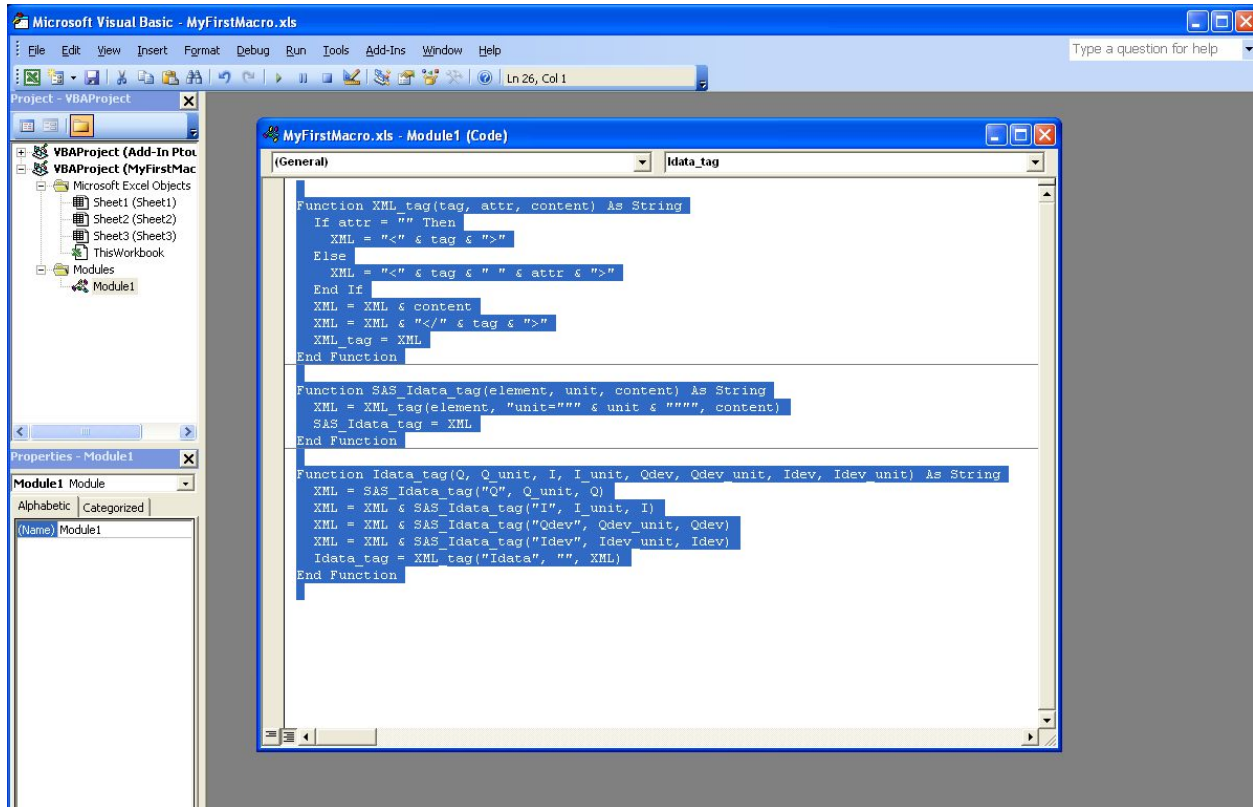 Microsoft Visual Basic - MyFirstMacro.xls
File Edit View Insert Format Debug Run Tools Add-Ins Window Help
Type a question for help
Ln 26, Col 1
Project - VBAProject
VBAProject (Add-In Ptou
VBAProject (MyFirstMac
Microsoft Excel Objects
Sheet1 (Sheet1)
Sheet2 (Sheet2)
Sheet3 (Sheet3)
ThisWorkbook
Modules
Module1
Properties - Module1
Module1 Module
Alphabetic Categorized
(Name) Module1
MyFirstMacro.xls - Module1 (Code)
(General) Idata_tag
Function XML_tag(tag, attr, content) As String
If attr = "" Then
XML = "<" & tag & ">"
Else
XML = "<" & tag & " " & attr & ">"
End If
XML = XML & content
XML = XML & "</" & tag & ">"
XML_tag = XML
End Function
Function SAS_Idata_tag(element, unit, content) As String
XML = XML_tag(element, "unit=""" & unit & """", content)
SAS_Idata_tag = XML
End Function
Function Idata_tag(Q, Q_unit, I, I_unit, Qdev, Qdev_unit, Idev, Idev_unit) As String
XML = SAS_Idata_tag("Q", Q_unit, Q)
XML = XML & SAS_Idata_tag("I", I_unit, I)
XML = XML & SAS_Idata_tag("Qdev", Qdev_unit, Qdev)
XML = XML & SAS_Idata_tag("Idev", Idev_unit, Idev)
Idata_tag = XML_tag("Idata", "", XML)
End Function